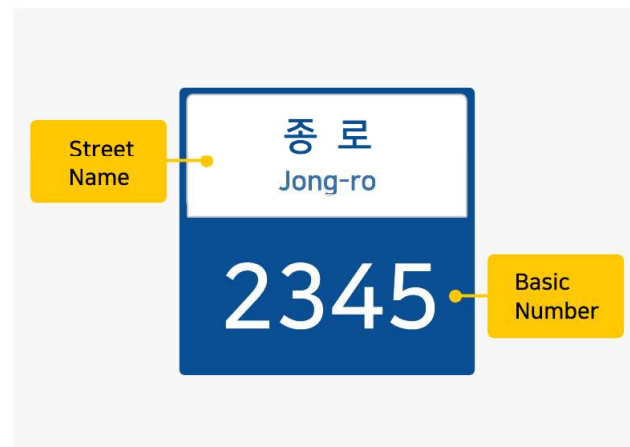 Street
Name
종 로
Jong-ro
2345
Basic
Number